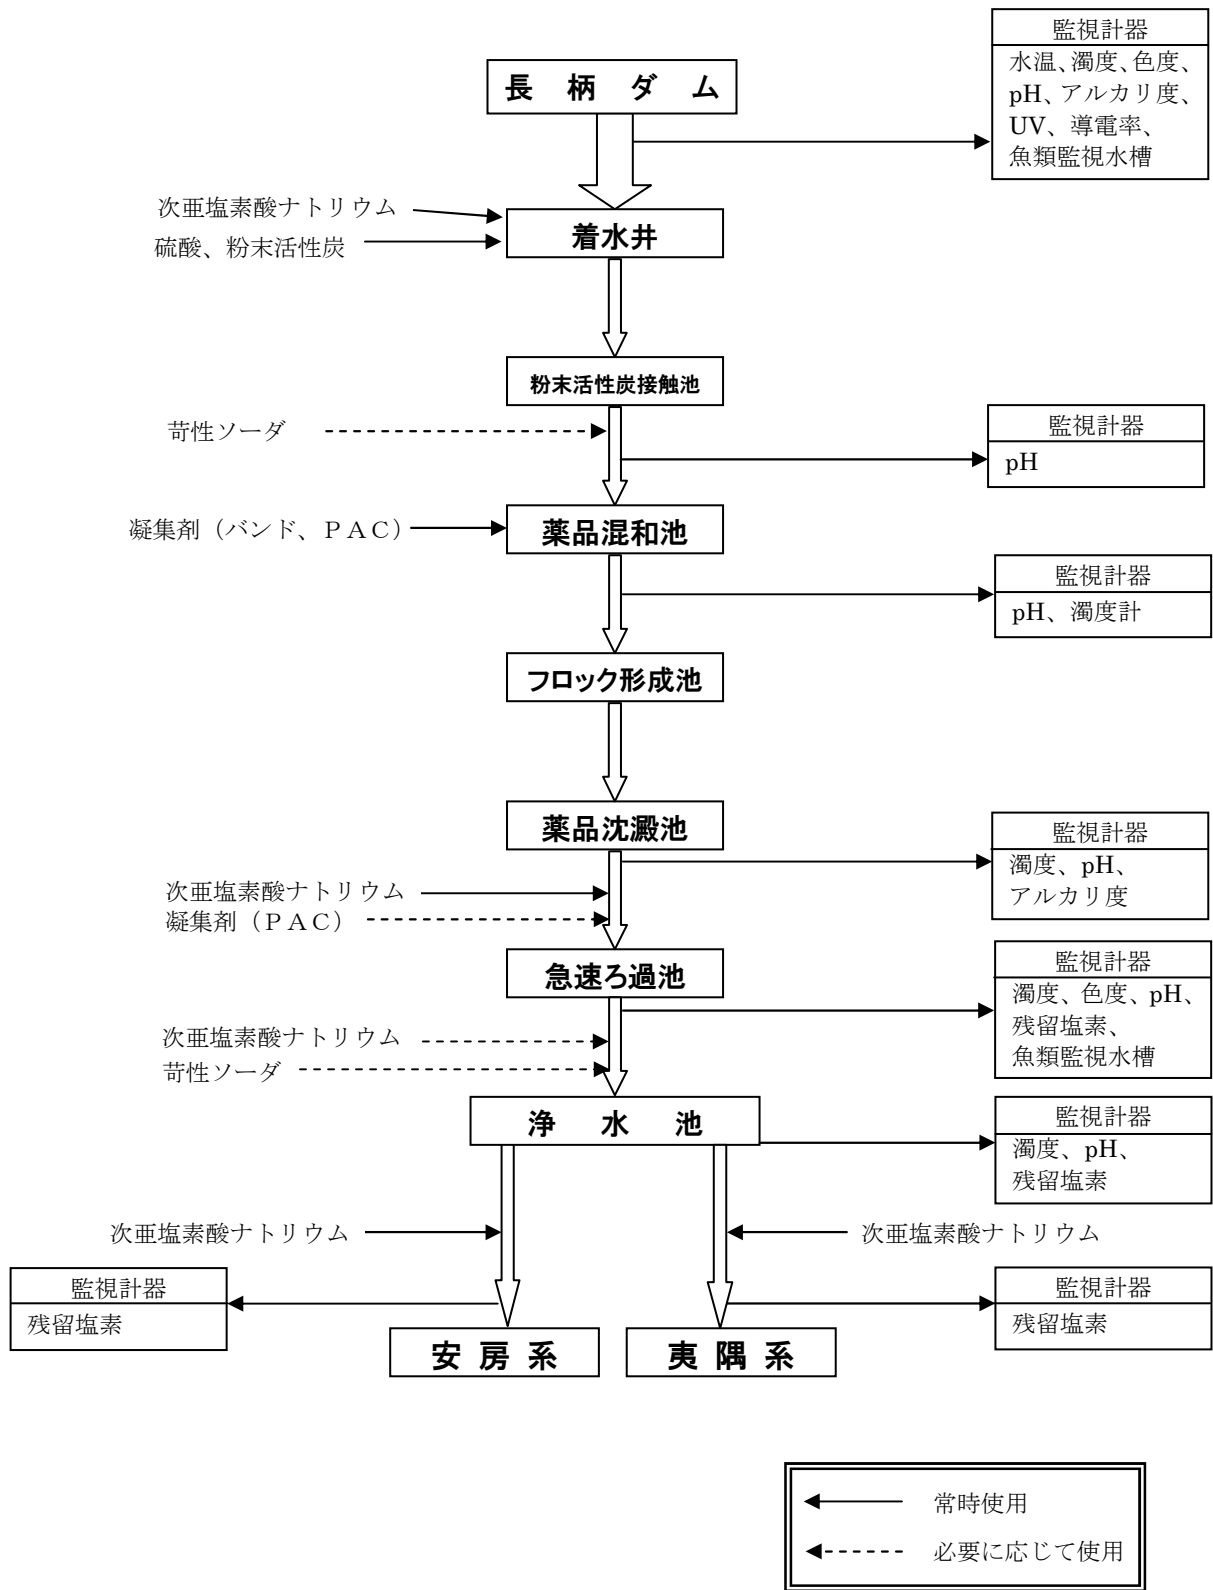 監視計器
水温、濁度、色度、
pH、アルカリ度、
UV、導電率、
魚類監視水槽
長 柄 ダ ム
次亜塩素酸ナトリウム
硫酸、粉末活性炭
着水井
粉末活性炭接触池
苛性ソーダ
監視計器
pH
凝集剤（バンド、ＰＡＣ）
薬品混和池
監視計器
pH、濁度計
フロック形成池
薬品沈澱池
監視計器
濁度、pH、
アルカリ度
次亜塩素酸ナトリウム
凝集剤（ＰＡＣ）
急速ろ過池
監視計器
濁度、色度、pH、
残留塩素、
魚類監視水槽
次亜塩素酸ナトリウム
苛性ソーダ
浄 水 池
監視計器
濁度、pH、
残留塩素
次亜塩素酸ナトリウム
次亜塩素酸ナトリウム
監視計器
残留塩素
監視計器
残留塩素
安 房 系
夷 隅 系
常時使用
必要に応じて使用